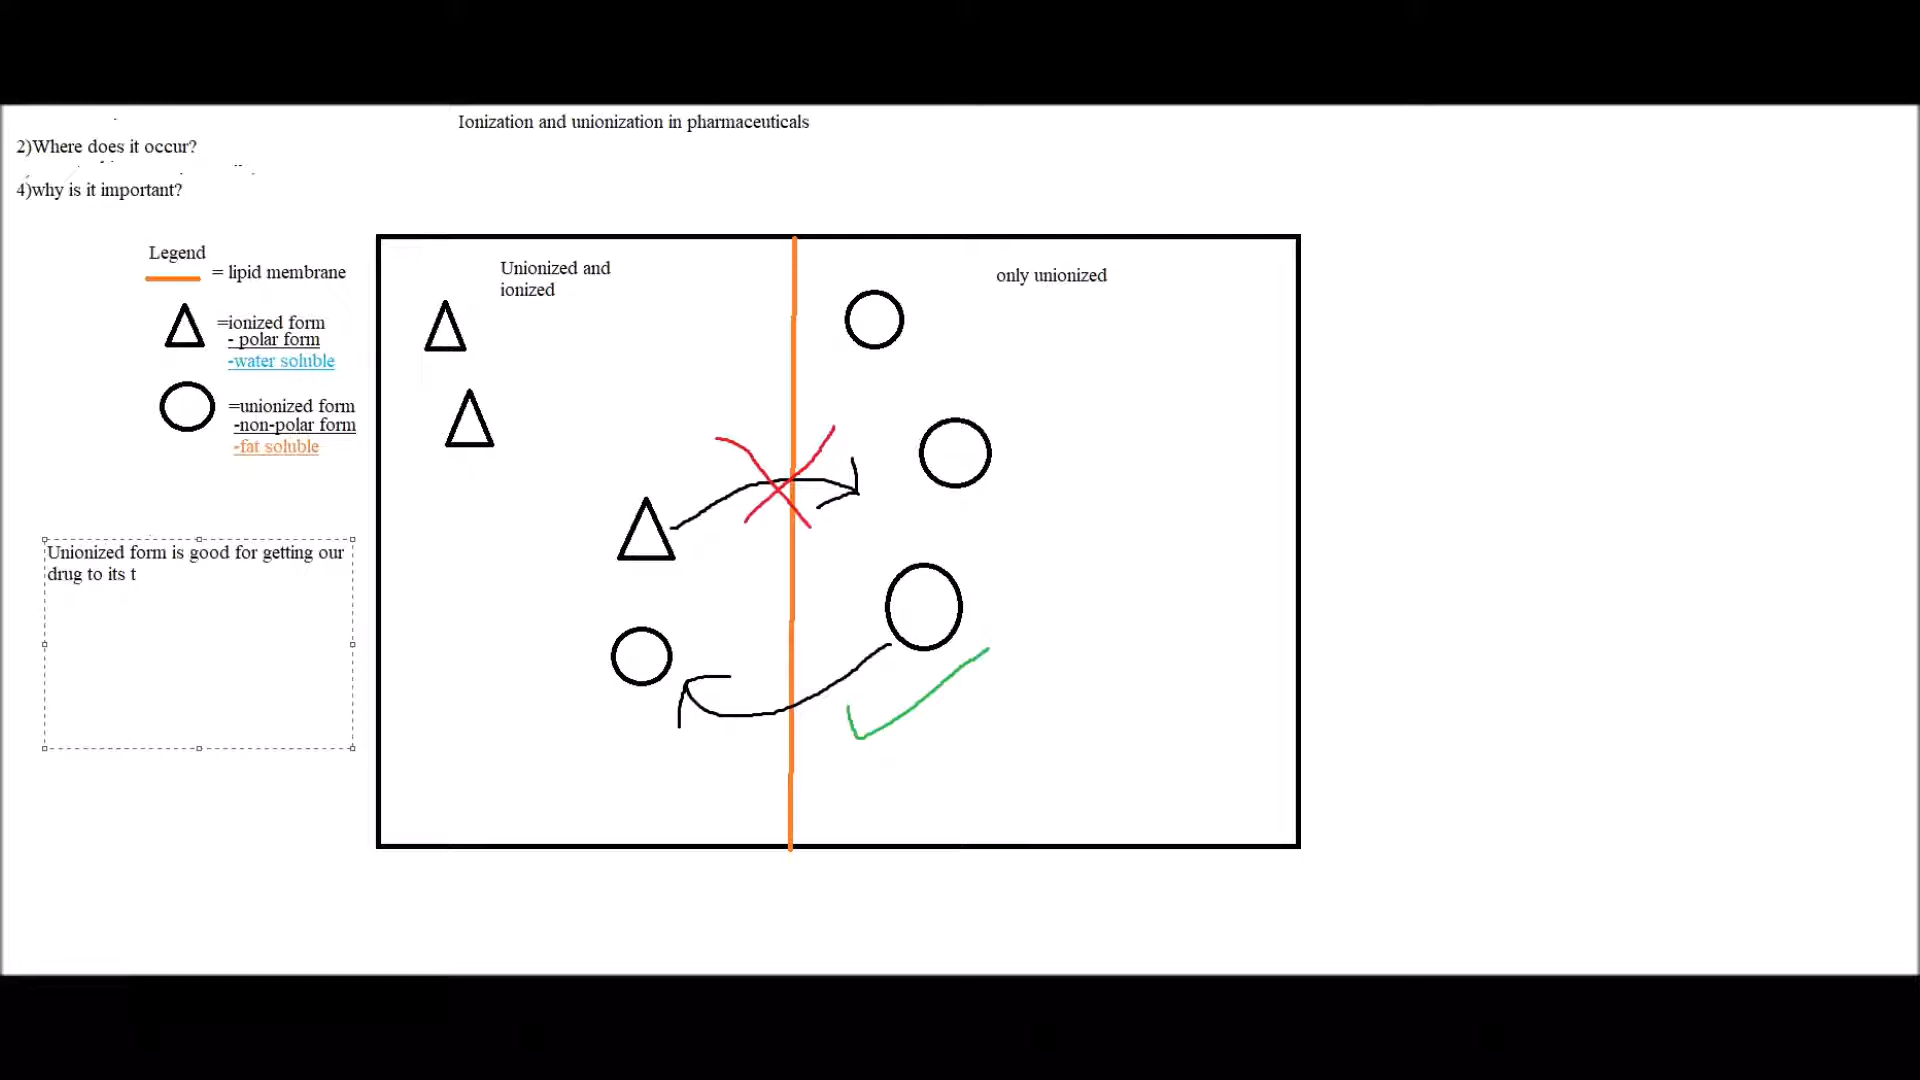 Ionization and unionization in pharmaceuticals
2)Where does it occur?
4)why is it important?
Legend
= lipid membrane
=ionized form
- polar form
-water soluble
=unionized form
-non-polar form
-fat soluble
Unionized form is good for getting our
drug to its t
Unionized and
ionized
only unionized